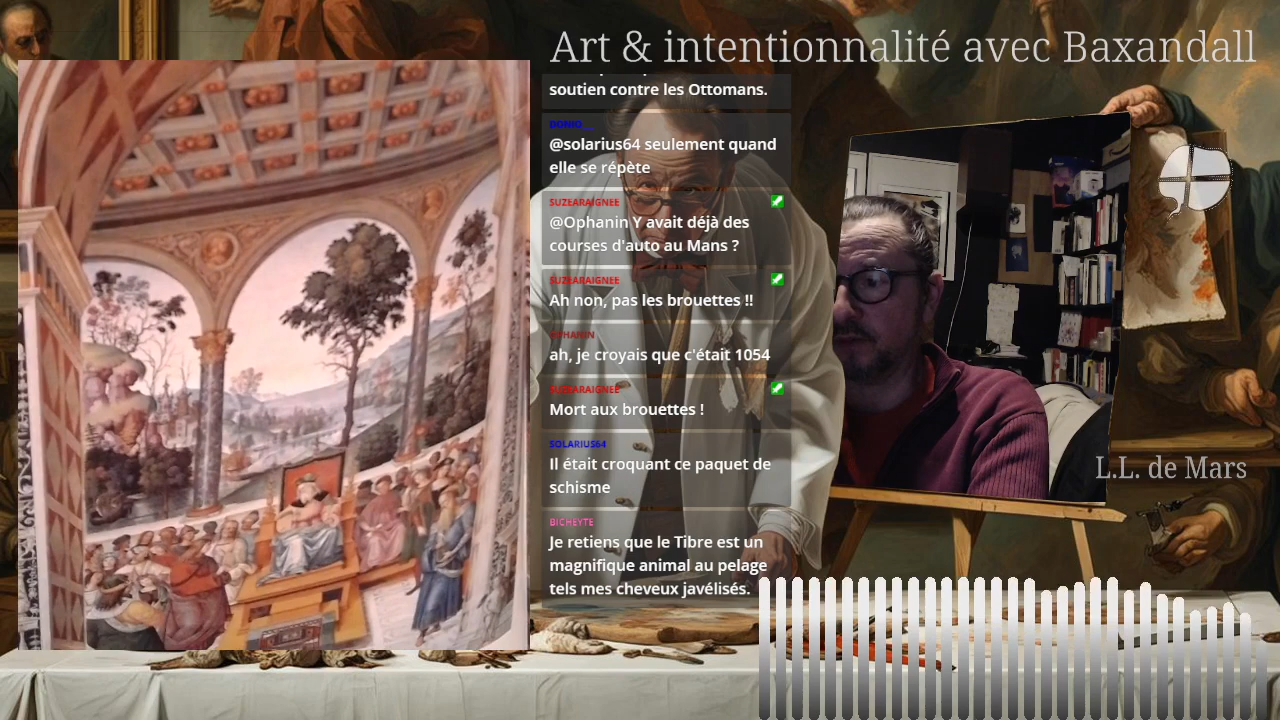 Art & intentionnalité avec Baxandall
soutien contre les Ottomans.
DONIO__
@solarius64 seulement quand
elle se répète
SUZEARAIGNEE
@Ophanin Y avait déjà des
courses d'auto au Mans ?
SUZEARAIGNEE
Ah non, pas les brouettes !!
OPHANIN
ah, je croyais que c'était 1054
SUZEARAIGNEE
Mort aux brouettes !
SOLARIUS64
Il était croquant ce paquet de
schisme
BICHEYTE
Je retiens que le Tibre est un
magnifique animal au pelage
tels mes cheveux javélisés.
L.L. de Mars